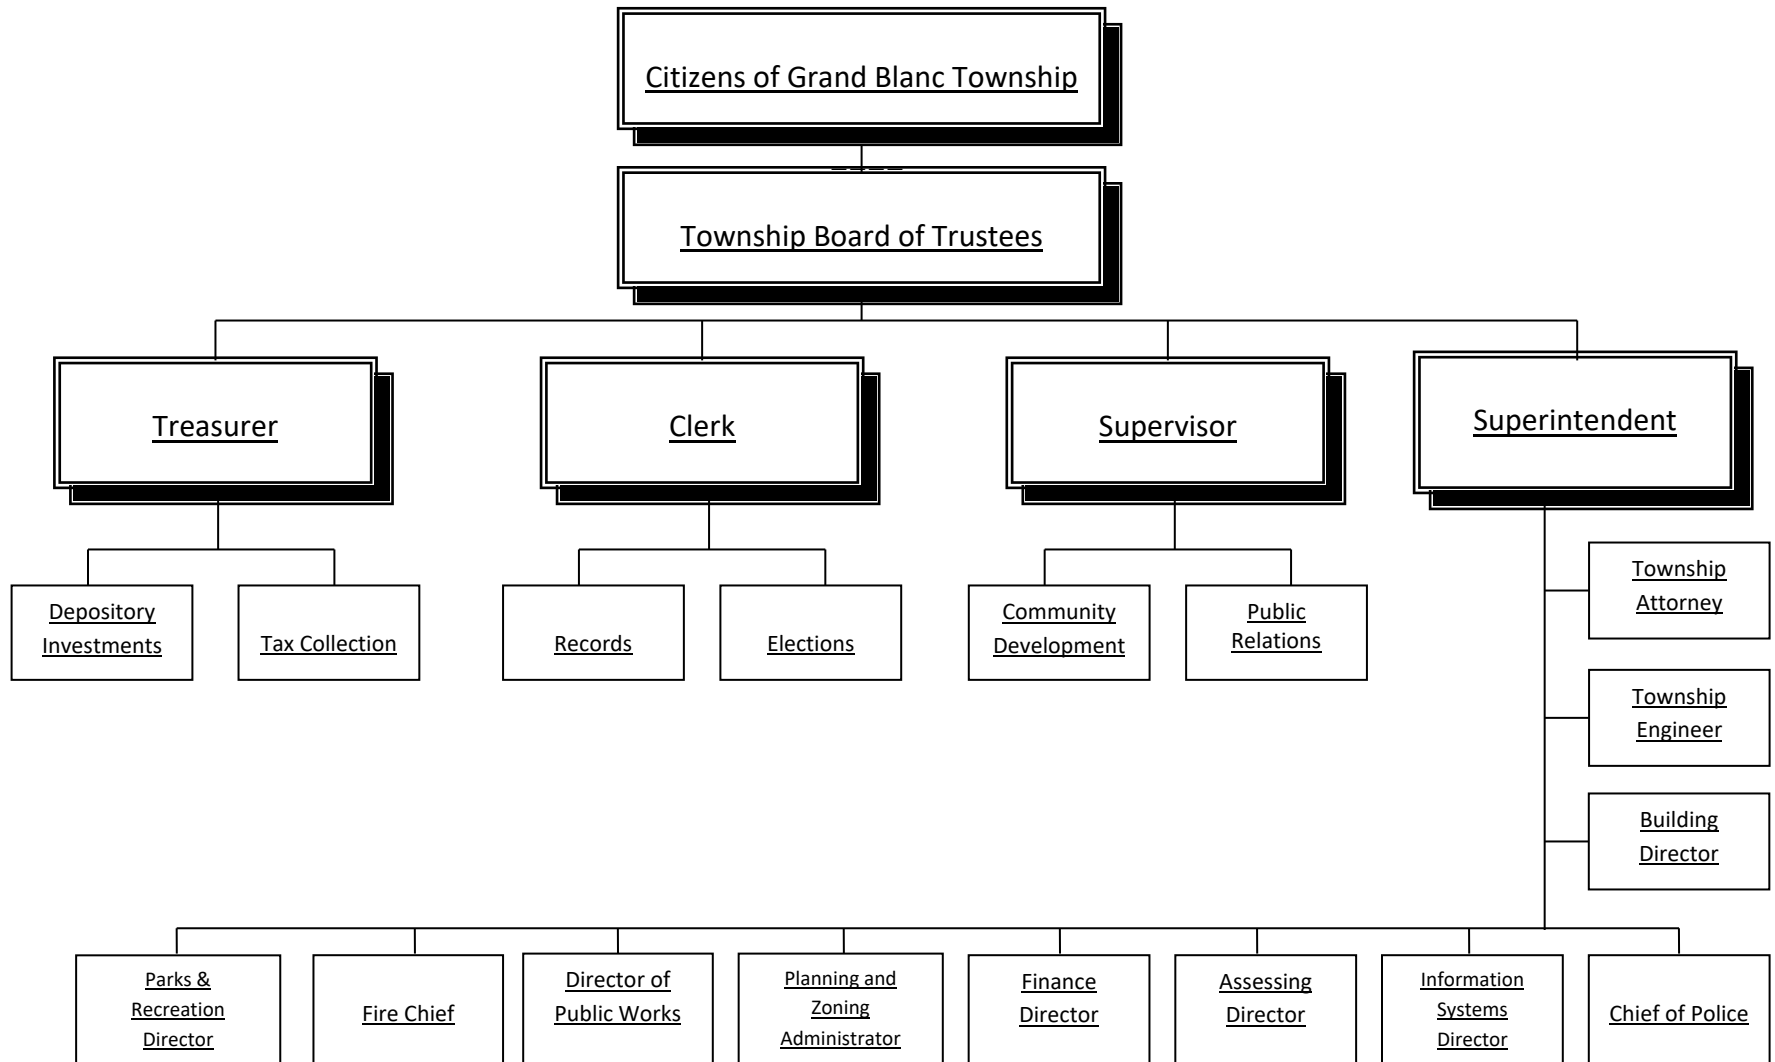 Citizens of Grand Blanc Township
Township Board of Trustees
Treasurer
Clerk
Supervisor
Superintendent
Depository
Investments
Tax Collection
Records
Elections
Community
Development
Public
Relations
Township
Attorney
Township
Engineer
Building
Director
Parks &
Recreation
Director
Fire Chief
Director of
Public Works
Planning and
Zoning
Administrator
Finance
Director
Assessing
Director
Information
Systems
Director
Chief of Police